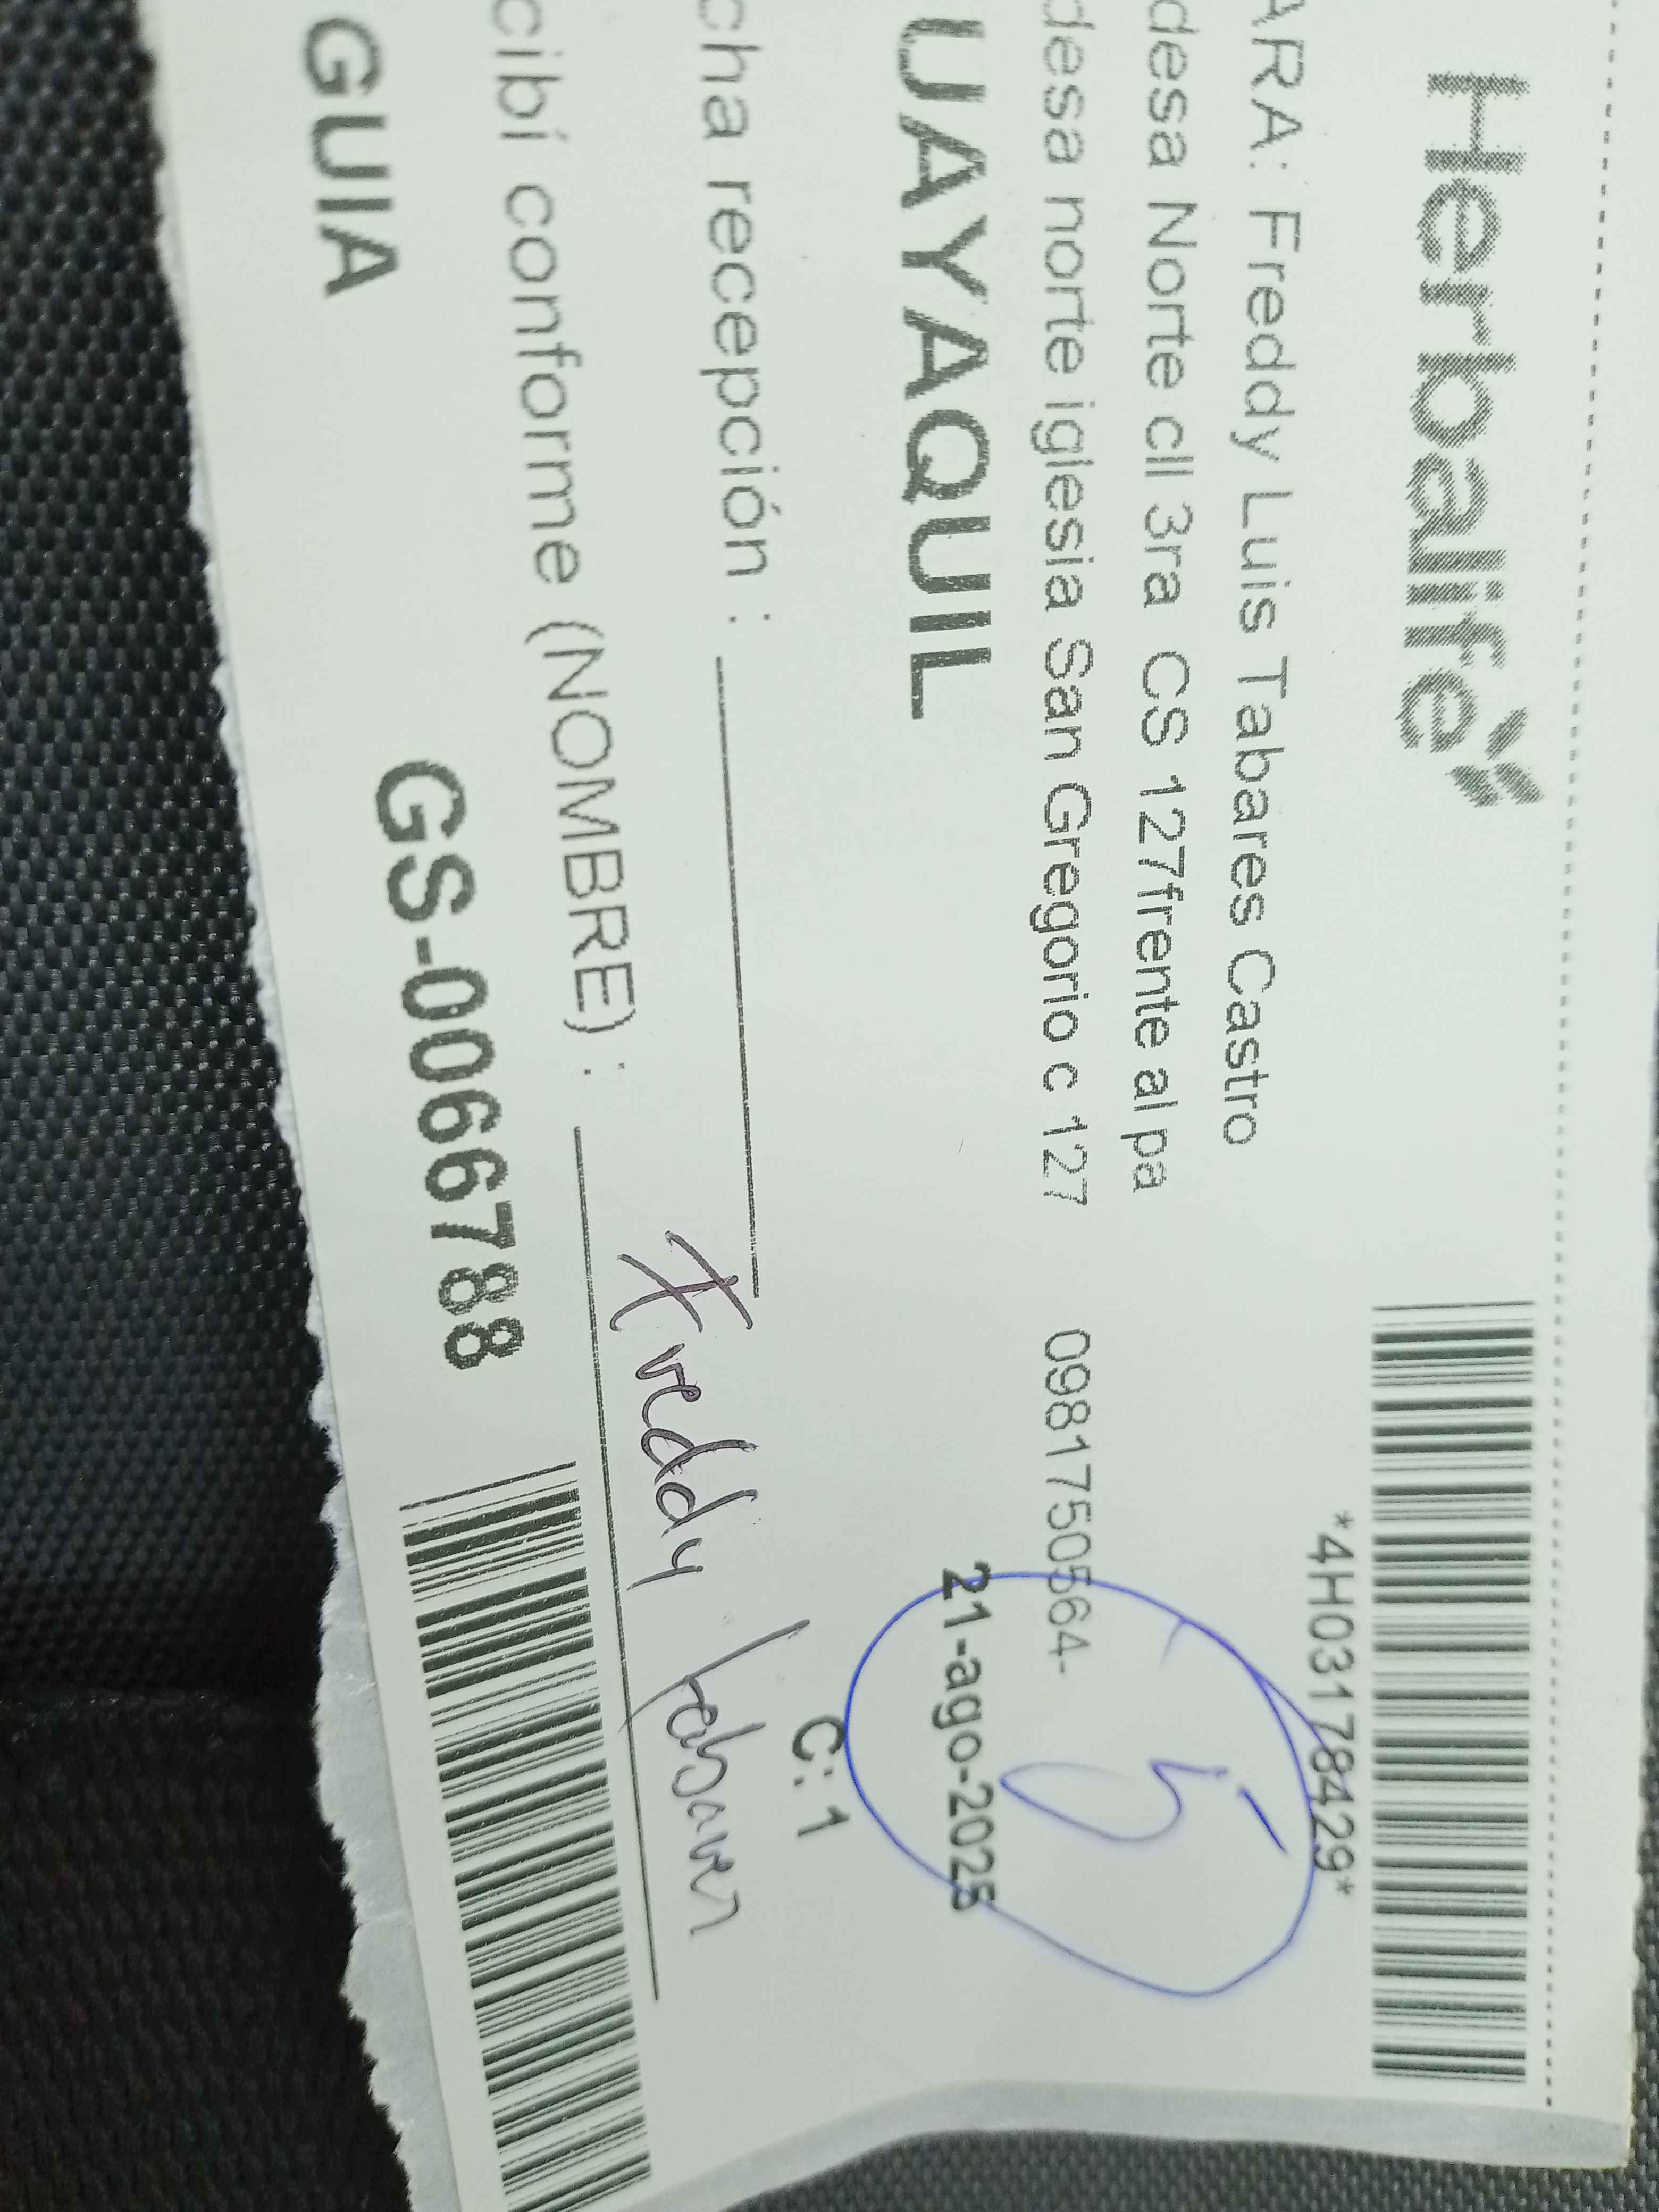 Herbalife
*4H03178429*
ARA: Freddy Luis Tabares Castro
desa Norte cll 3ra CS 127frente al pa
desa norte iglesia San Gregorio c 127 0981750564-
UAYAQUIL
21-ago-2025
5
C: 1
cha recepción :
cibí conforme (NOMBRE) : Freddy Tabares
GUIA GS-0066788